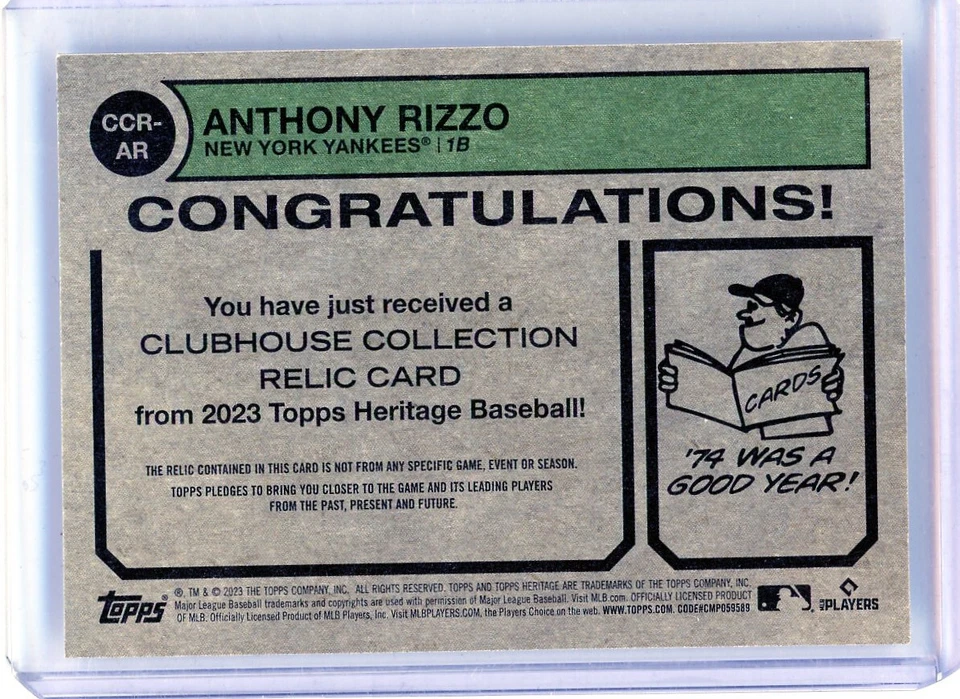 CCR-
AR
ANTHONY RIZZO
NEW YORK YANKEES® | 1B
CONGRATULATIONS!
You have just received a
CLUBHOUSE COLLECTION
RELIC CARD
from 2023 Topps Heritage Baseball!
THE RELIC CONTAINED IN THIS CARD IS NOT FROM ANY SPECIFIC GAME, EVENT OR SEASON.
TOPPS PLEDGES TO BRING YOU CLOSER TO THE GAME AND ITS LEADING PLAYERS
FROM THE PAST, PRESENT AND FUTURE.
CARDS
'74 WAS A
GOOD YEAR!
Topps®
®, TM & © 2023 THE TOPPS COMPANY, INC. ALL RIGHTS RESERVED. TOPPS AND TOPPS HERITAGE ARE TRADEMARKS OF THE TOPPS COMPANY, INC.
Major League Baseball trademarks and copyrights are used with permission of Major League Baseball. Visit MLB.com. OFFICIALLY LICENSED PRODUCT
OF MLB. Officially Licensed Product of MLB Players, Inc. Visit MLBPLAYERS.COM, the Players Choice on the web. WWW.TOPPS.COM. CODE#CMP059589
MLB PLAYERS